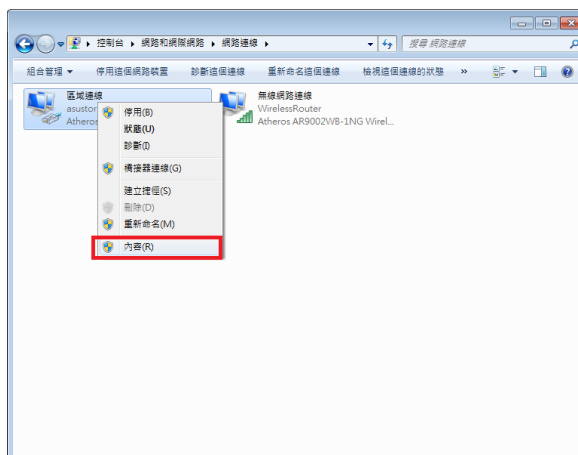 控制台 ▸ 網路和網際網路 ▸ 網路連線 ▸
搜尋 網路連線
組合管理 ▼ 停用這個網路裝置 診斷這個連線 重新命名這個連線 檢視這個連線的狀態 »
區域連線
asustor
Atheros
無線網路連線
WirelessRouter
Atheros AR9002WB-1NG Wirel...
停用(B)
狀態(U)
診斷(I)
橋接器連線(G)
建立捷徑(S)
刪除(D)
重新命名(M)
內容(R)